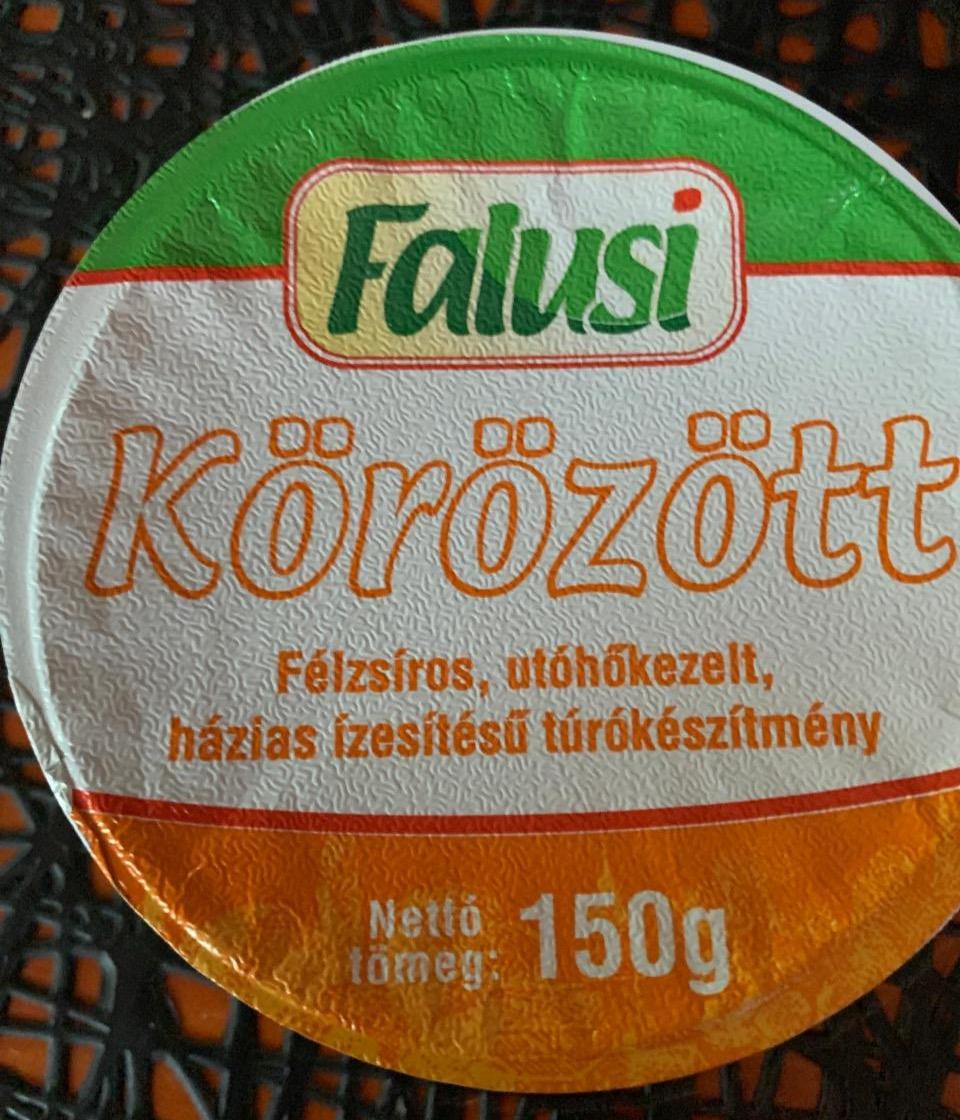 Falusi
Körözött
Félzsíros, utóhőkezelt,
házias ízesítésű túrókészítmény
Nettó
tömeg: 150g